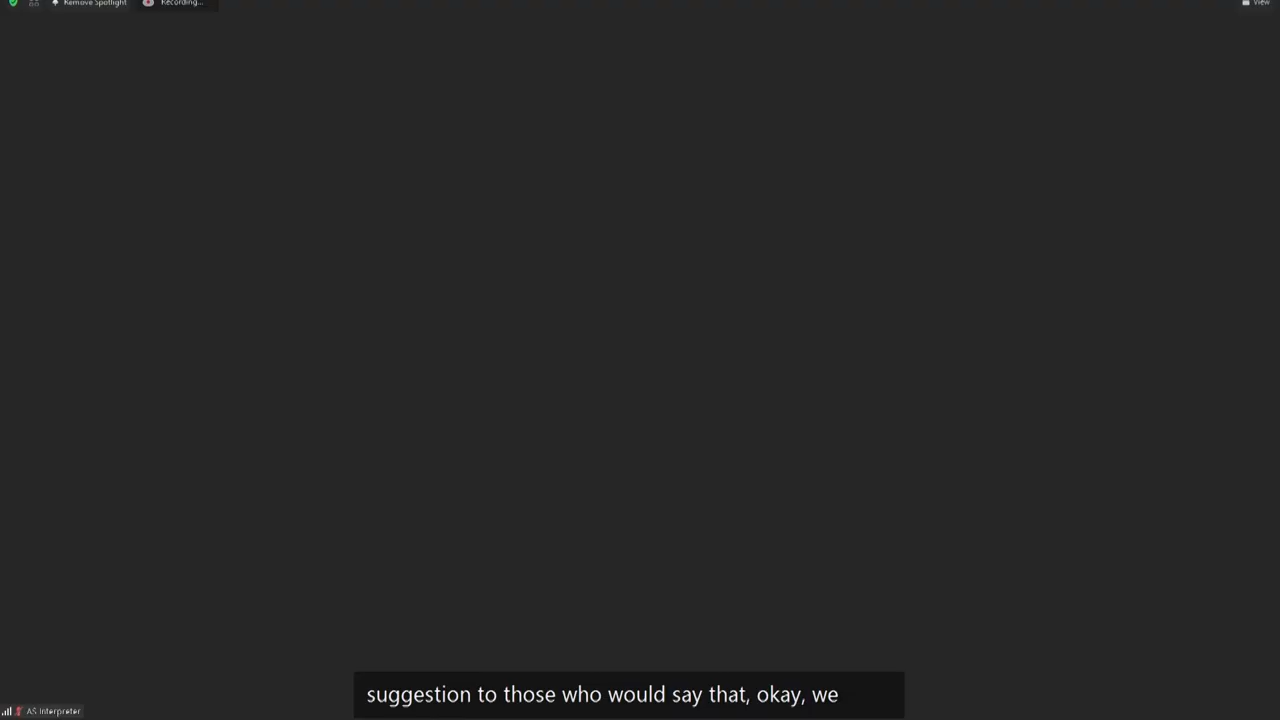 Remove Spotlight
Recording...
View
suggestion to those who would say that, okay, we
AS Interpreter